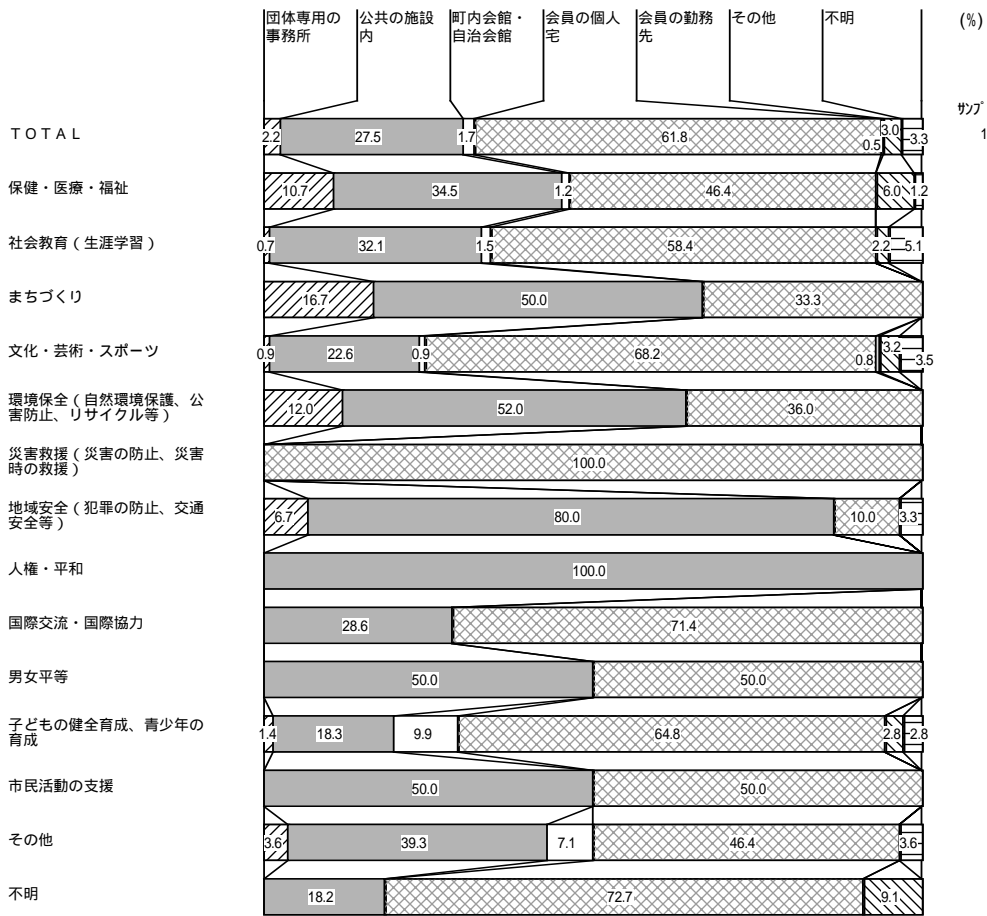 団体専用の
事務所
公共の施設
内
町内会館・
自治会館
会員の個人
宅
会員の勤務
先
その他
不明
(%)
ｻﾝﾌﾟ
1
ＴＯＴＡＬ
2.2 27.5 1.7 61.8 0.5 3.0 3.3
保健・医療・福祉
10.7 34.5 1.2 46.4 6.0 1.2
社会教育（生涯学習）
0.7 32.1 1.5 58.4 2.2 5.1
まちづくり
16.7 50.0 33.3
文化・芸術・スポーツ
0.9 22.6 0.9 68.2 0.8 3.2 3.5
環境保全（自然環境保護、公
害防止、リサイクル等）
12.0 52.0 36.0
災害救援（災害の防止、災害
時の救援）
100.0
地域安全（犯罪の防止、交通
安全等）
6.7 80.0 10.0 3.3
人権・平和
100.0
国際交流・国際協力
28.6 71.4
男女平等
50.0 50.0
子どもの健全育成、青少年の
育成
1.4 18.3 9.9 64.8 2.8 2.8
市民活動の支援
50.0 50.0
その他
3.6 39.3 7.1 46.4 3.6
不明
18.2 72.7 9.1